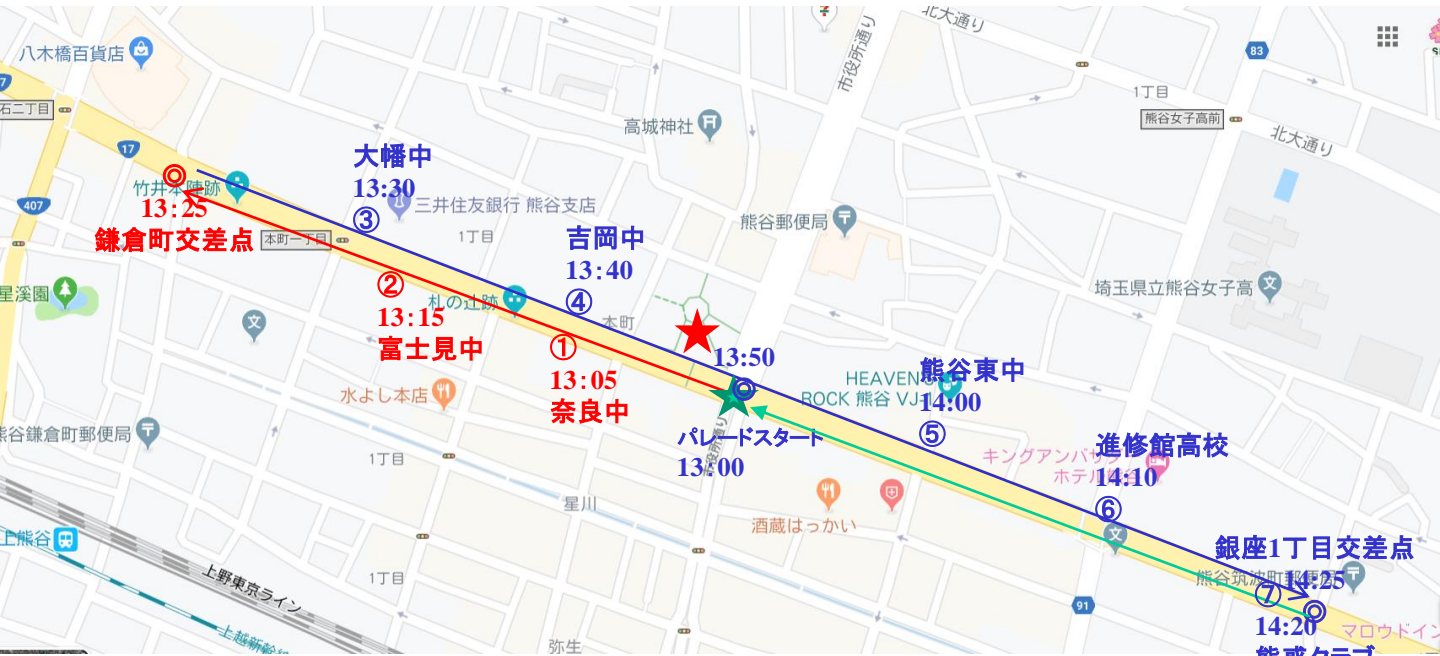 北大通り
八木橋百貨店
市役所通り
83
1丁目
石二丁目
高城神社
熊谷女子高前
北大通り
17
大幡中
13:30
③
竹井本陣跡
13:25
鎌倉町交差点
407
三井住友銀行 熊谷支店
本町一丁目
1丁目
熊谷郵便局
吉岡中
13:40
④
埼玉県立熊谷女子高
星溪園
②
13:15
富士見中
札の辻跡
本町
①
13:05
奈良中
13:50
HEAVEN'S
ROCK 熊谷 VJ-1
熊谷東中
14:00
⑤
水よし本店
パレードスタート
13:00
市役所通り
熊谷鎌倉町郵便局
1丁目
進修館高校
14:10
⑥
キングアンバサ
ホテル熊谷
星川
酒蔵はっかい
上熊谷
上野東京ライン
1丁目
銀座1丁目交差点
14:25
熊谷筑波町郵便局
⑦
14:20
91
マロウドイン
上越新幹線
弥生